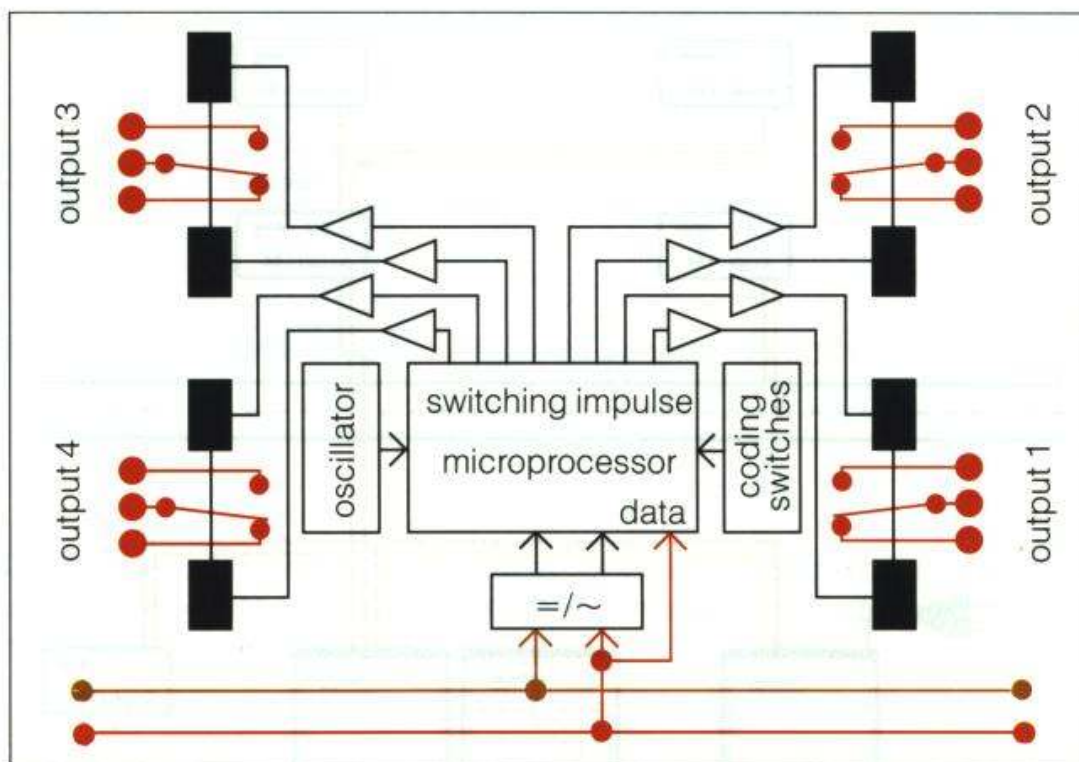 output 3
output 2
switching impulse
oscillator
microprocessor
coding
switches
data
output 4
output 1
=/~